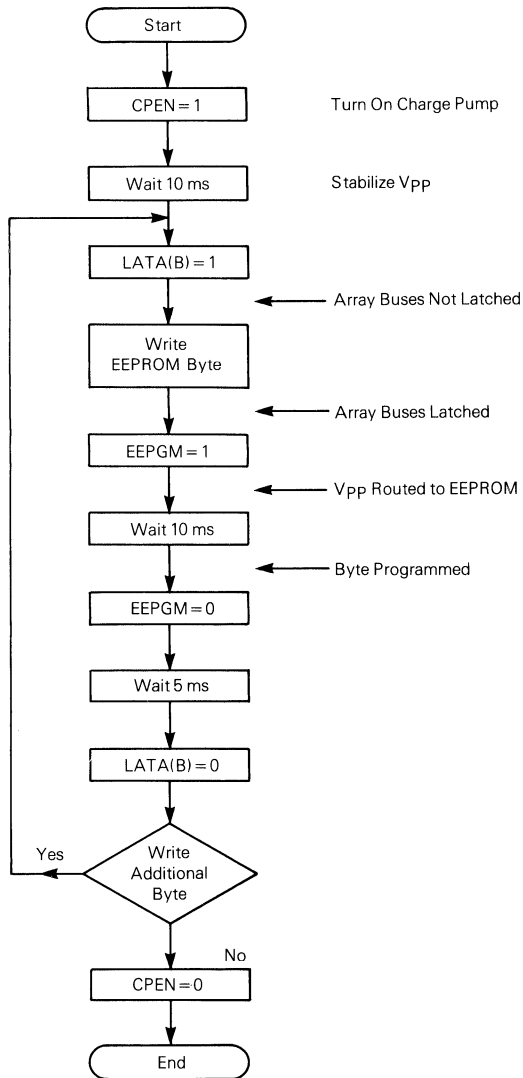 Start
CPEN = 1
Turn On Charge Pump
Wait 10 ms
Stabilize VPP
LATA(B) = 1
Array Buses Not Latched
Write
EEPROM Byte
Array Buses Latched
EEPGM = 1
VPP Routed to EEPROM
Wait 10 ms
Byte Programmed
EEPGM = 0
Wait 5 ms
LATA(B) = 0
Yes
Write
Additional
Byte
No
CPEN = 0
End